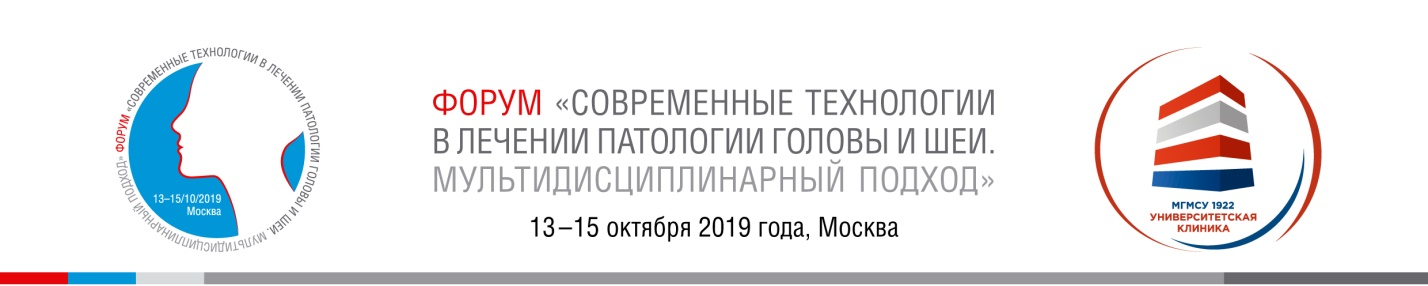 ФОРУМ «СОВРЕМЕННЫЕ ТЕХНОЛОГИИ В ЛЕЧЕНИИ ПАТОЛОГИИ ГОЛОВЫ И ШЕИ. МУЛЬТИДИСЦИПЛИНАРНЫЙ ПОДХОД»
13–15/10/2019
Москва
ФОРУМ «СОВРЕМЕННЫЕ ТЕХНОЛОГИИ
В ЛЕЧЕНИИ ПАТОЛОГИИ ГОЛОВЫ И ШЕИ.
МУЛЬТИДИСЦИПЛИНАРНЫЙ ПОДХОД»
13–15 октября 2019 года, Москва
МГМСУ 1922
УНИВЕРСИТЕТСКАЯ
КЛИНИКА